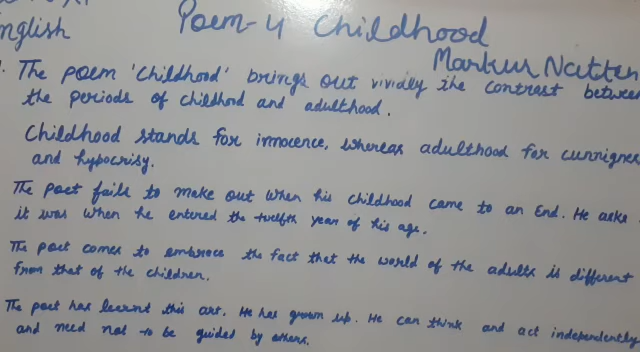 nglish
Poem-4 Childhood
Markus Natten
The poem 'Childhood' brings out vividly the contrast between
the periods of childhood and adulthood.
Childhood stands for innocence, whereas adulthood for cunningness
and hypocrisy.
The poet fails to make out when his childhood came to an End. He asks
it was when he entered the twelfth year of his age.
The poet comes to embrace the fact that the world of the adults is different
from that of the children.
The poet has learnt this art. He has grown up. He can think and act independently
and need not to be guided by others.